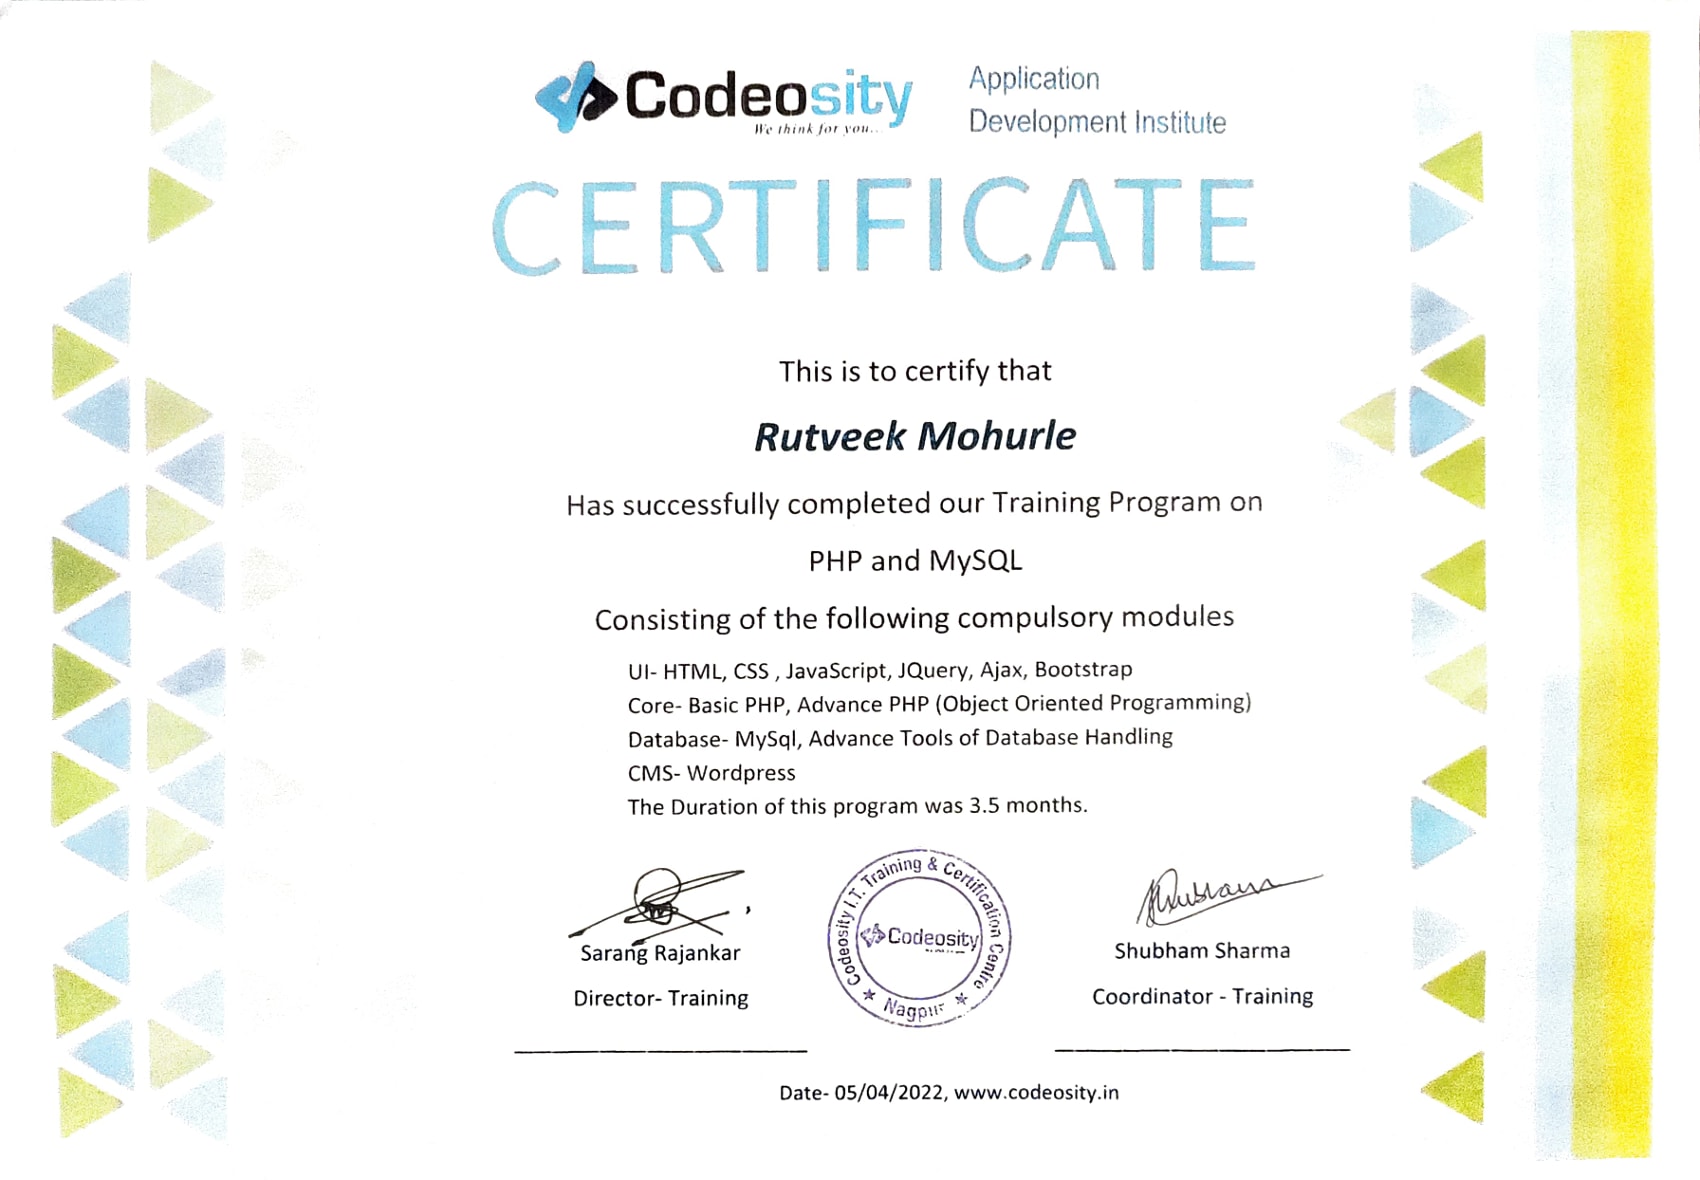 Codeosity
We think for you...
Application
Development Institute
CERTIFICATE
This is to certify that
Rutveek Mohurle
Has successfully completed our Training Program on
PHP and MySQL
Consisting of the following compulsory modules
UI- HTML, CSS , JavaScript, JQuery, Ajax, Bootstrap
Core- Basic PHP, Advance PHP (Object Oriented Programming)
Database- MySql, Advance Tools of Database Handling
CMS- Wordpress
The Duration of this program was 3.5 months.
Sarang Rajankar
Director- Training
Codeosity I.T. Training & Certification Centre
Codeosity
★ Nagpur ★
Shubham
Shubham Sharma
Coordinator - Training
Date- 05/04/2022, www.codeosity.in